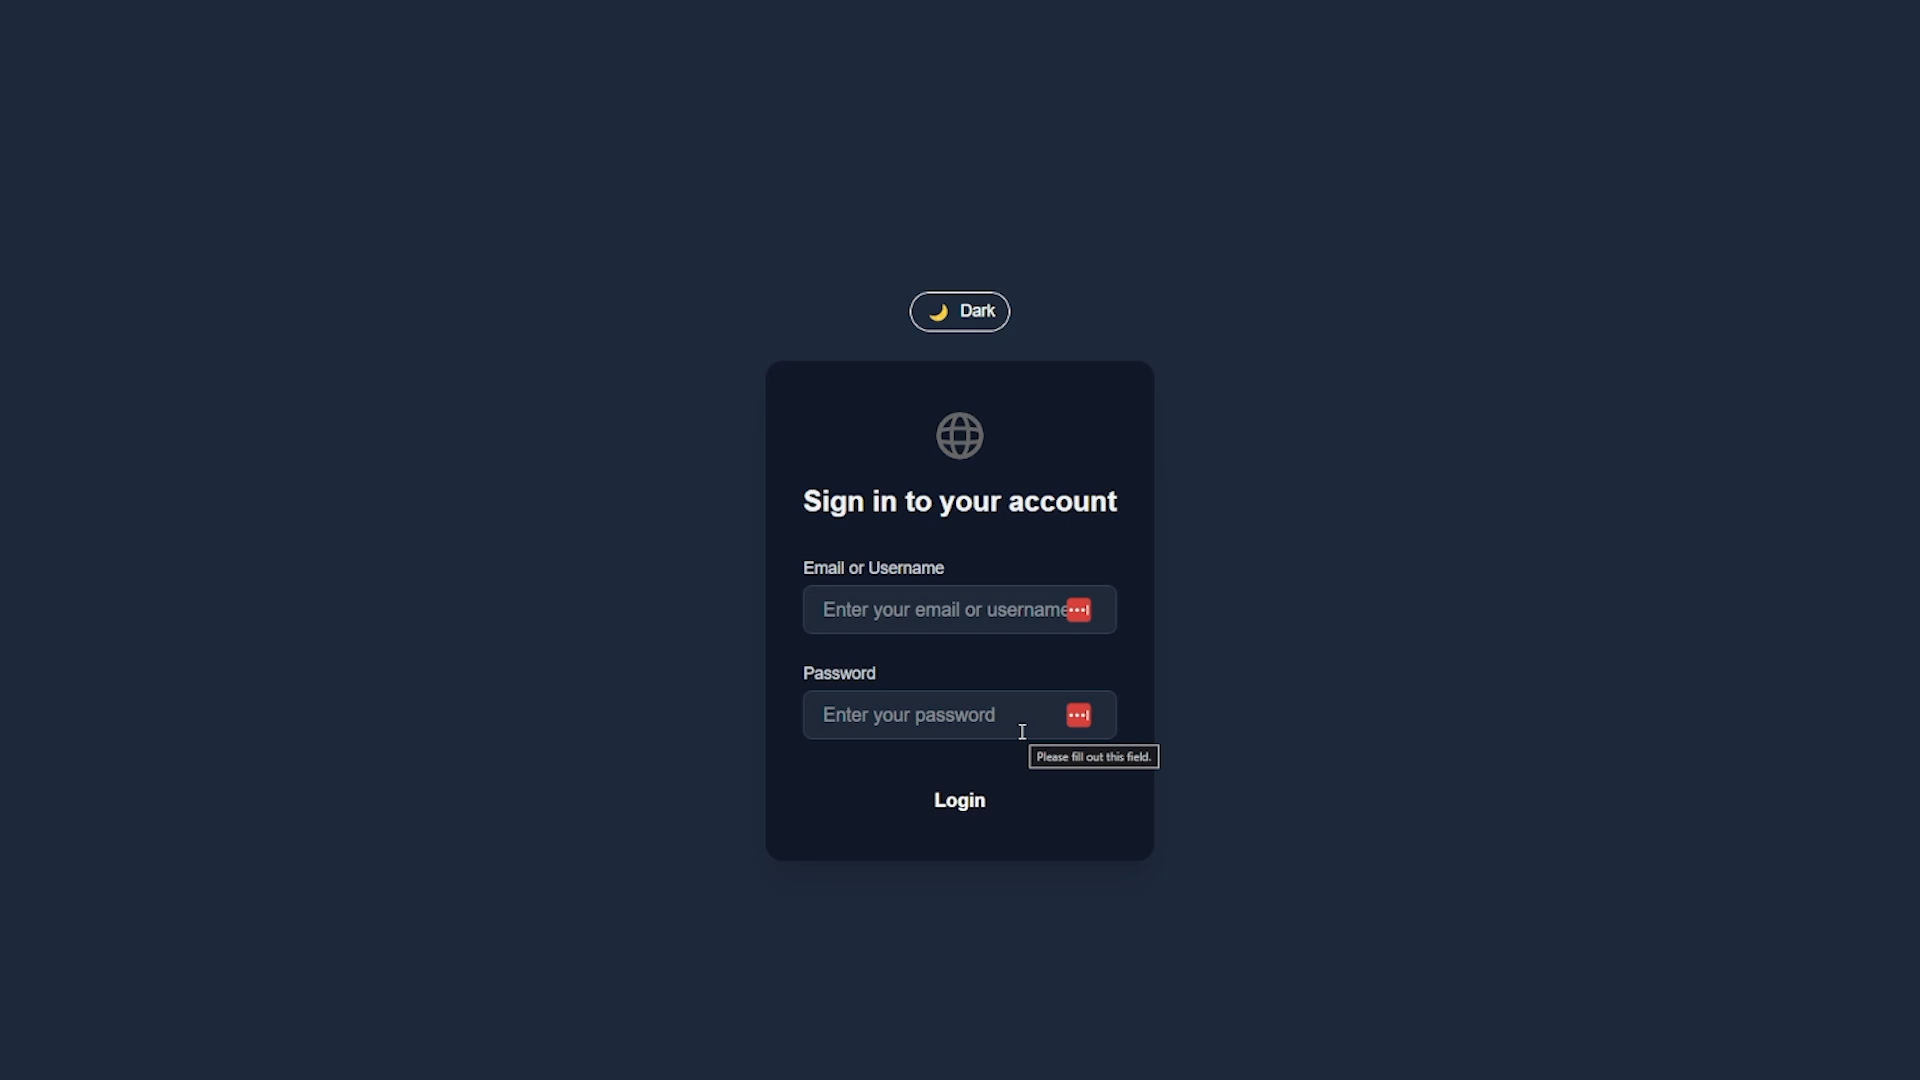 Dark
Sign in to your account
Email or Username
Enter your email or username
Password
Enter your password
Please fill out this field.
Login